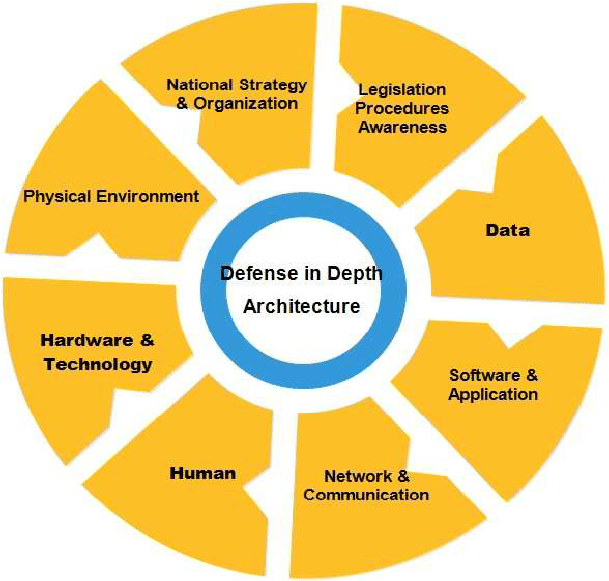 National Strategy
& Organization
Legislation
Procedures
Awareness
Physical Environment
Data
Defense in Depth
Architecture
Hardware &
Technology
Software &
Application
Human
Network &
Communication